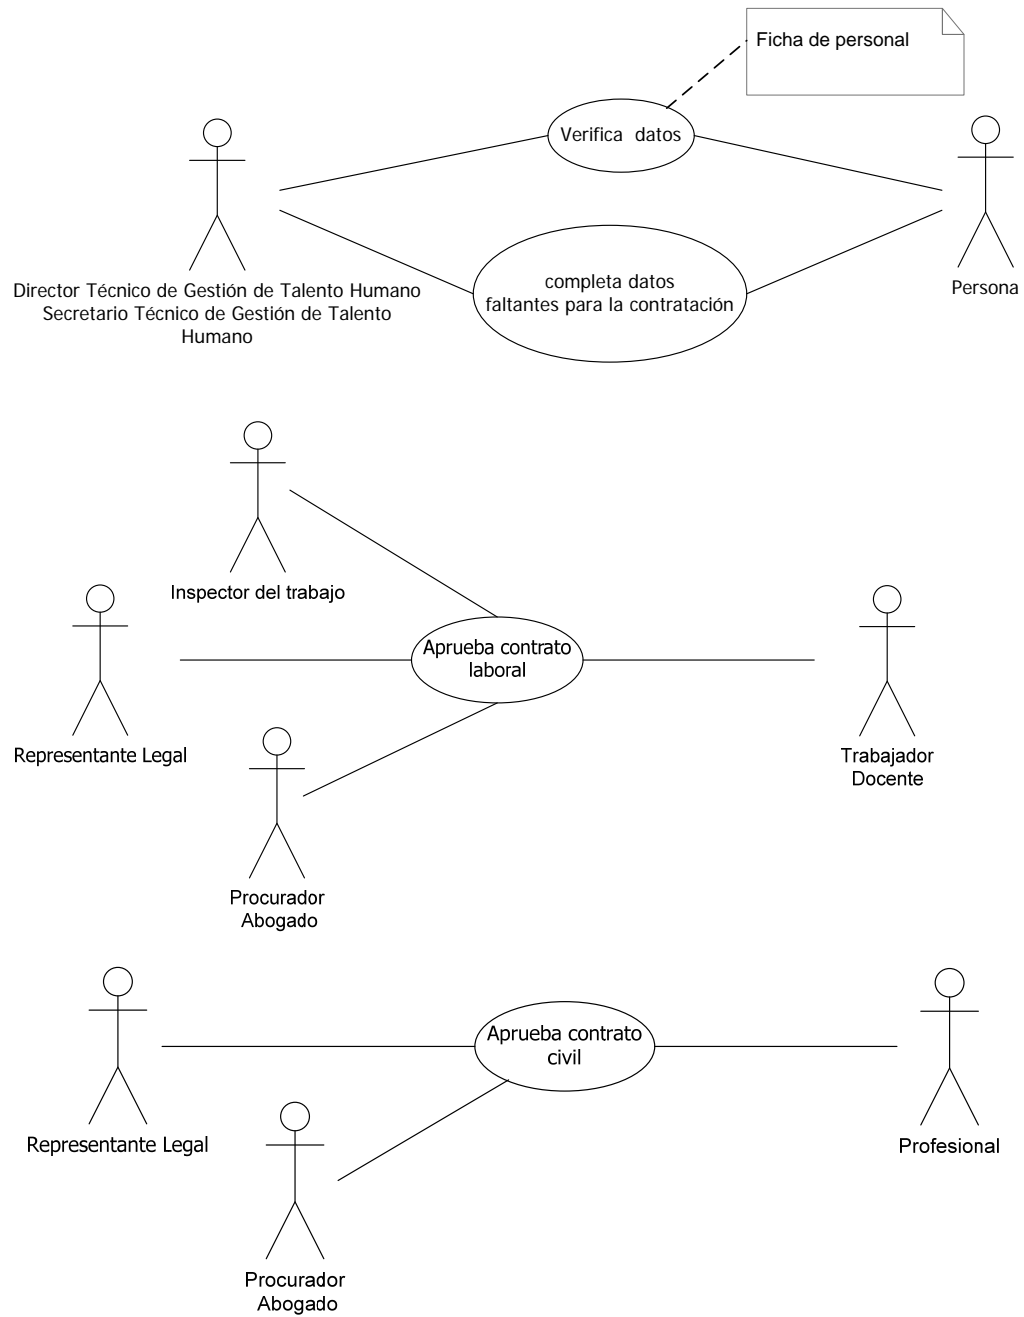 Ficha de personal
Verifica datos
Director Técnico de Gestión de Talento Humano
Secretario Técnico de Gestión de Talento
Humano
completa datos
faltantes para la contratación
Persona
Inspector del trabajo
Aprueba contrato
laboral
Representante Legal
Trabajador
Docente
Procurador
Abogado
Aprueba contrato
civil
Representante Legal
Profesional
Procurador
Abogado